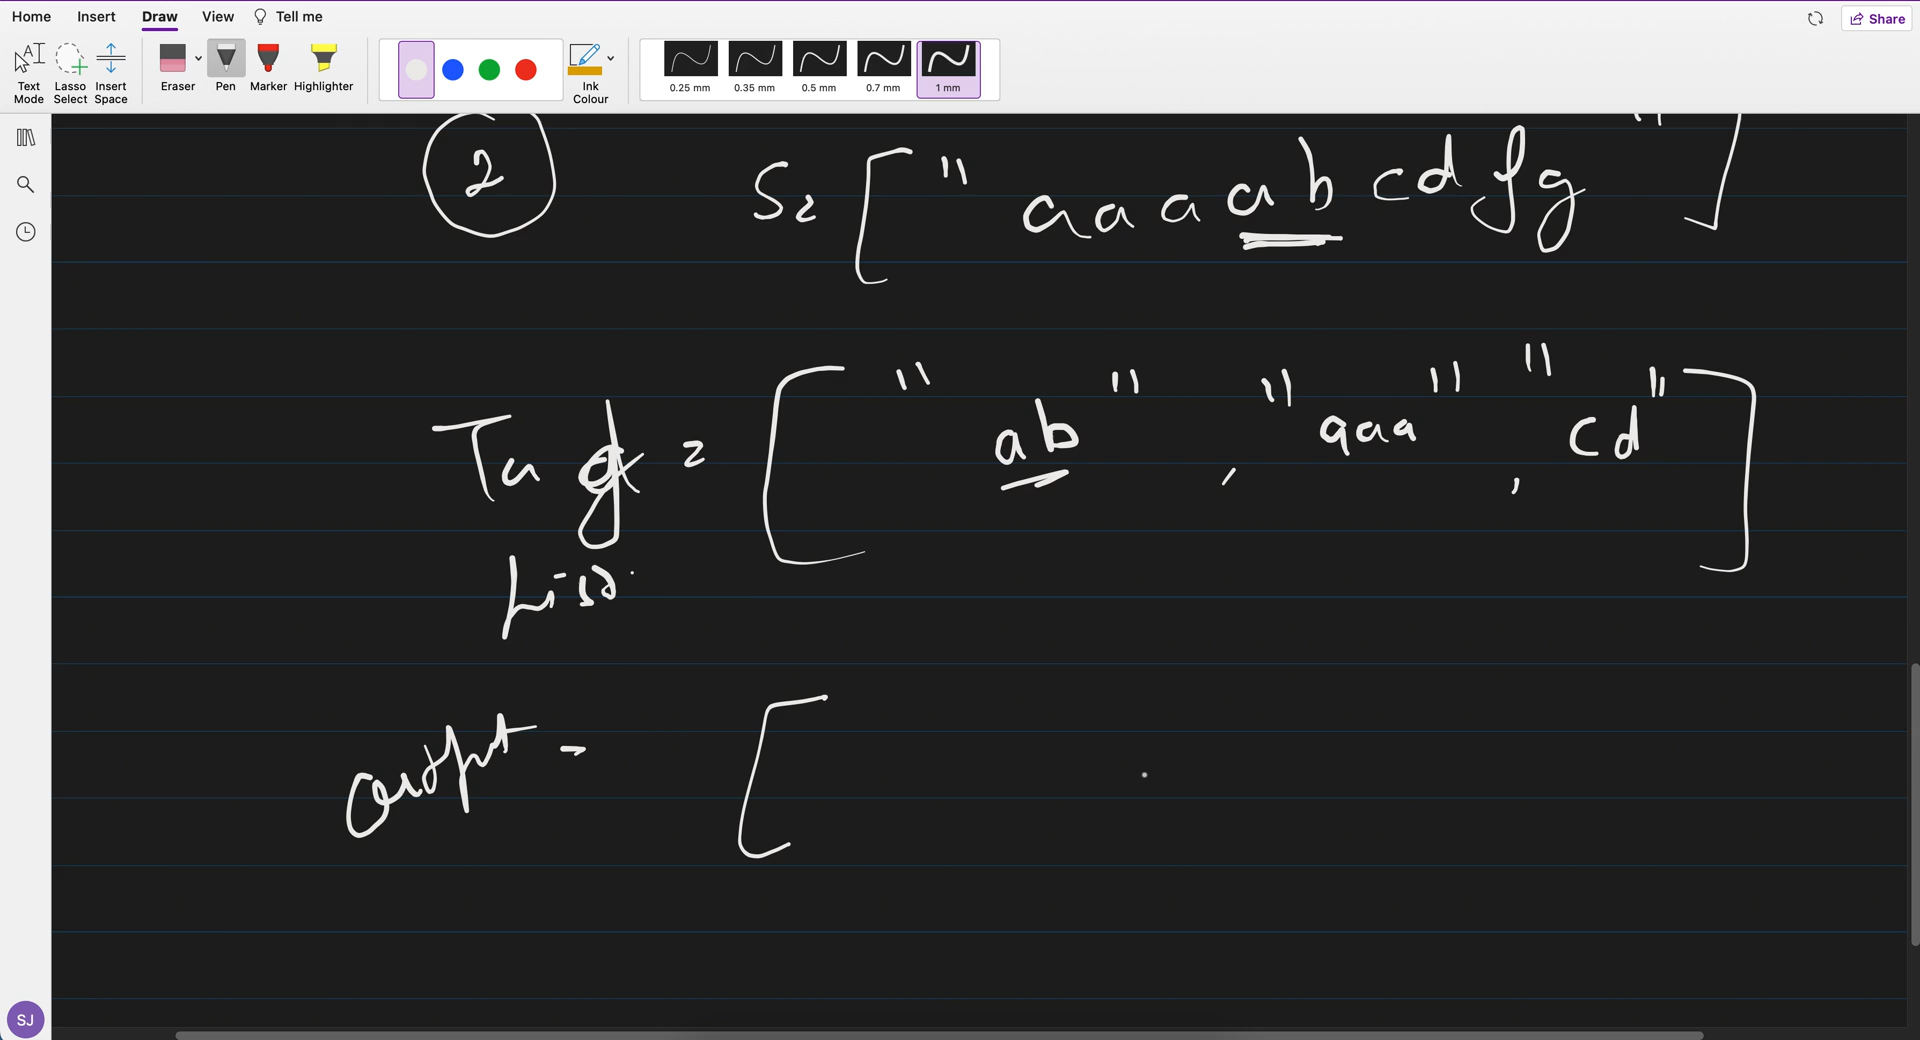 Home Insert Draw View Tell me Share
Text Mode Lasso Select Insert Space Eraser Pen Marker Highlighter Ink Colour 0.25 mm 0.35 mm 0.5 mm 0.7 mm 1 mm
2 S2 [ " aaaabcdfg " ]
Tag = [ " ab " , "aaa" , "cd" ]
List
Output = [
SJ